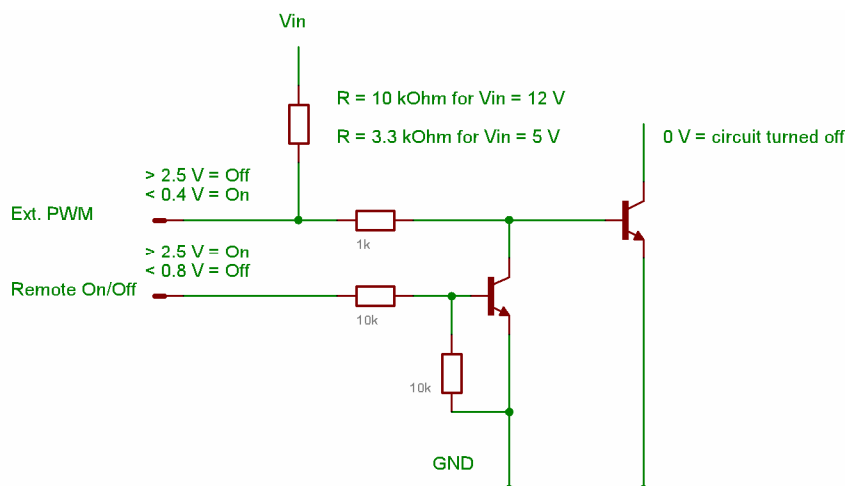 Vin
R = 10 kOhm for Vin = 12 V
R = 3.3 kOhm for Vin = 5 V
0 V = circuit turned off
> 2.5 V = Off
< 0.4 V = On
Ext. PWM
1k
> 2.5 V = On
< 0.8 V = Off
Remote On/Off
10k
10k
GND